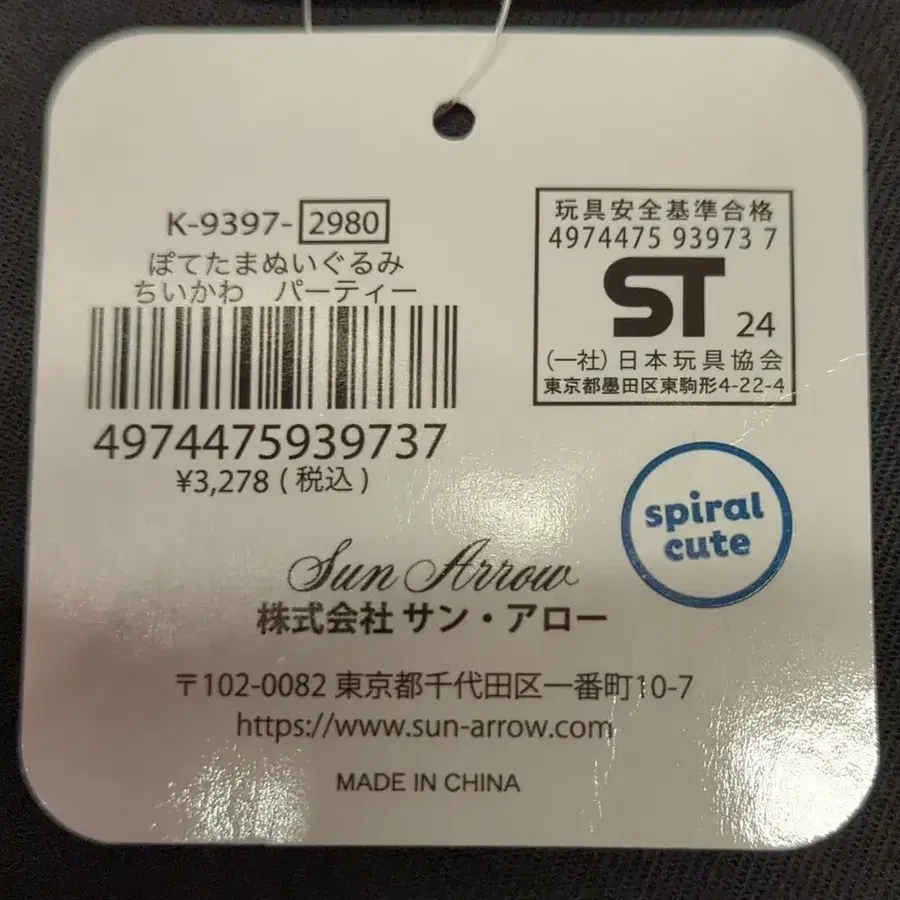 K-9397-2980
ぽてたまぬいぐるみ
ちいかわ　パーティー
4974475939737
¥3,278 (税込)
玩具安全基準合格
4974475 93973 7
ST 24
(一社)日本玩具協会
東京都墨田区東駒形4-22-4
spiral
cute
Sun Arrow
株式会社 サン・アロー
〒102-0082 東京都千代田区一番町10-7
https://www.sun-arrow.com
MADE IN CHINA